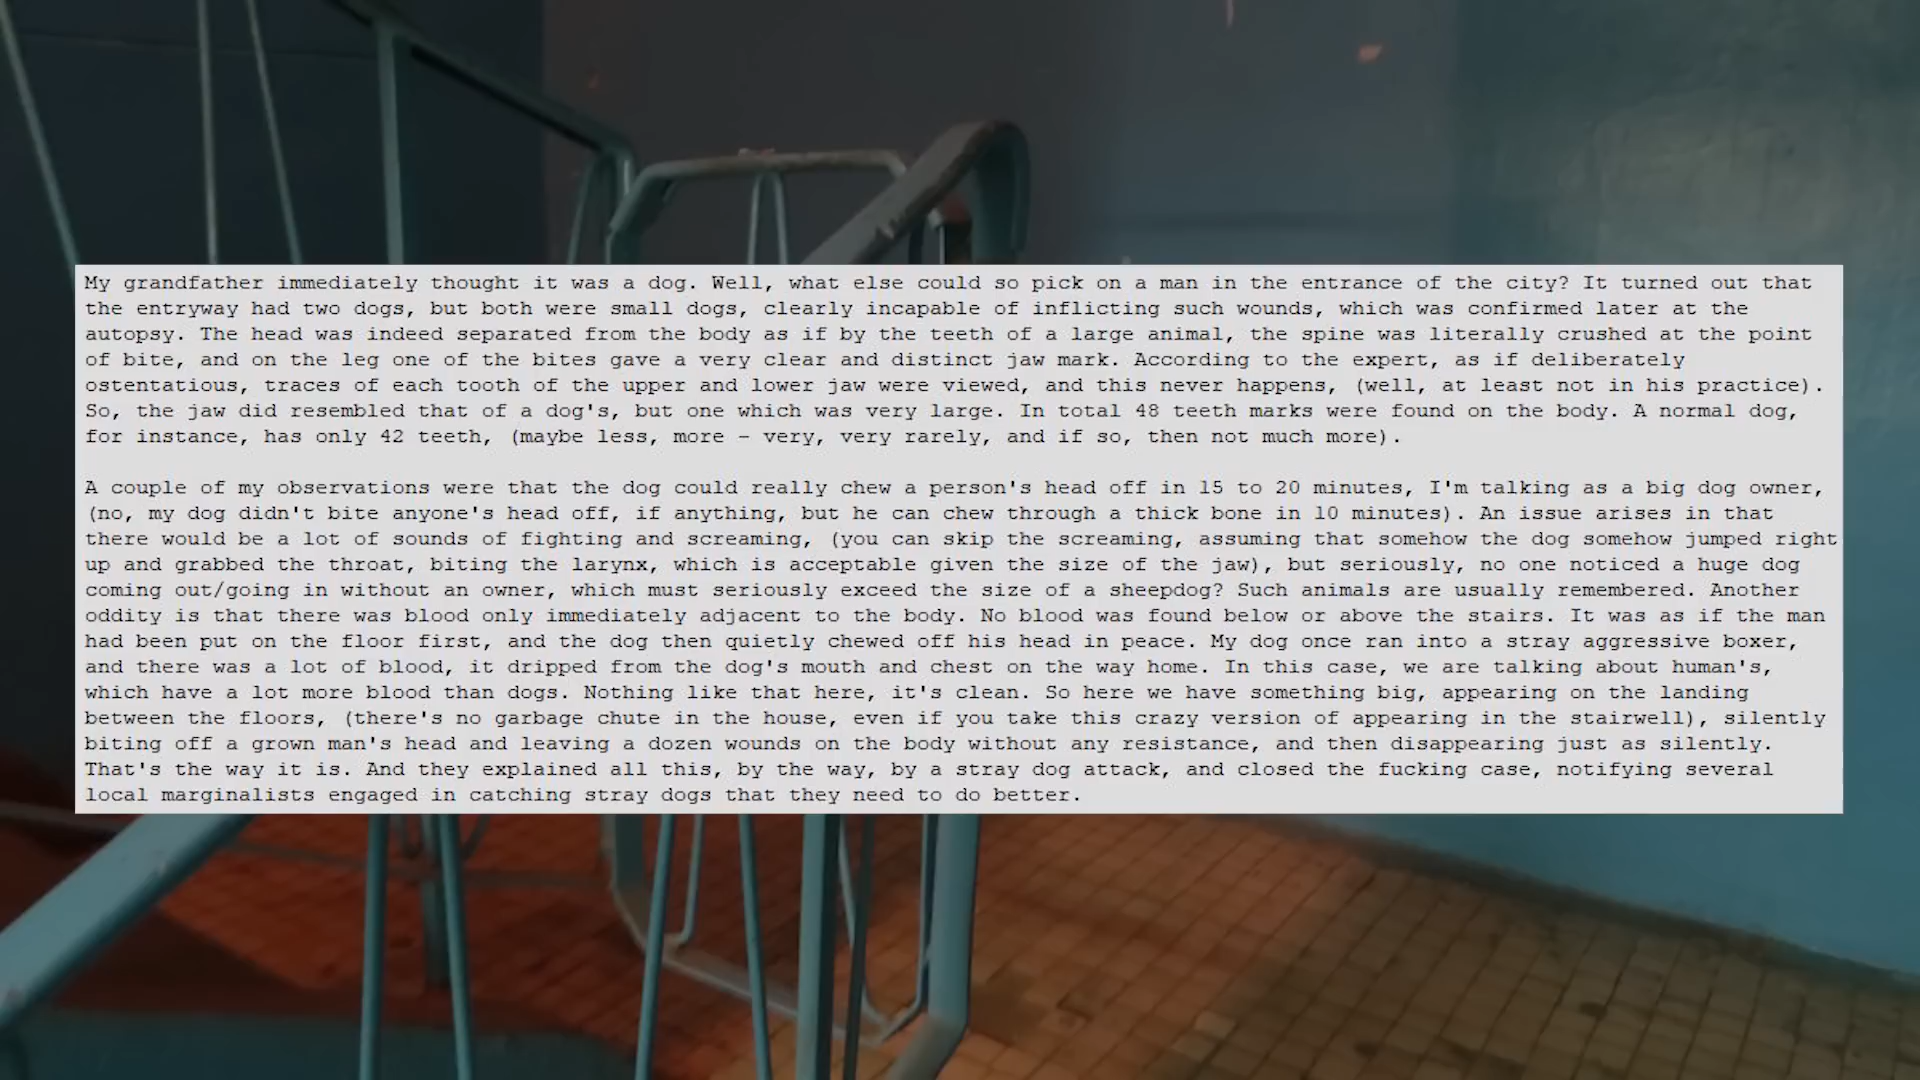 My grandfather immediately thought it was a dog. Well, what else could so pick on a man in the entrance of the city? It turned out that
the entryway had two dogs, but both were small dogs, clearly incapable of inflicting such wounds, which was confirmed later at the
autopsy. The head was indeed separated from the body as if by the teeth of a large animal, the spine was literally crushed at the point
of bite, and on the leg one of the bites gave a very clear and distinct jaw mark. According to the expert, as if deliberately
ostentatious, traces of each tooth of the upper and lower jaw were viewed, and this never happens, (well, at least not in his practice).
So, the jaw did resembled that of a dog's, but one which was very large. In total 48 teeth marks were found on the body. A normal dog,
for instance, has only 42 teeth, (maybe less, more – very, very rarely, and if so, then not much more).
A couple of my observations were that the dog could really chew a person's head off in 15 to 20 minutes, I'm talking as a big dog owner,
(no, my dog didn't bite anyone's head off, if anything, but he can chew through a thick bone in 10 minutes). An issue arises in that
there would be a lot of sounds of fighting and screaming, (you can skip the screaming, assuming that somehow the dog somehow jumped right
up and grabbed the throat, biting the larynx, which is acceptable given the size of the jaw), but seriously, no one noticed a huge dog
coming out/going in without an owner, which must seriously exceed the size of a sheepdog? Such animals are usually remembered. Another
oddity is that there was blood only immediately adjacent to the body. No blood was found below or above the stairs. It was as if the man
had been put on the floor first, and the dog then quietly chewed off his head in peace. My dog once ran into a stray aggressive boxer,
and there was a lot of blood, it dripped from the dog's mouth and chest on the way home. In this case, we are talking about human's,
which have a lot more blood than dogs. Nothing like that here, it's clean. So here we have something big, appearing on the landing
between the floors, (there's no garbage chute in the house, even if you take this crazy version of appearing in the stairwell), silently
biting off a grown man's head and leaving a dozen wounds on the body without any resistance, and then disappearing just as silently.
That's the way it is. And they explained all this, by the way, by a stray dog attack, and closed the fucking case, notifying several
local marginalists engaged in catching stray dogs that they need to do better.